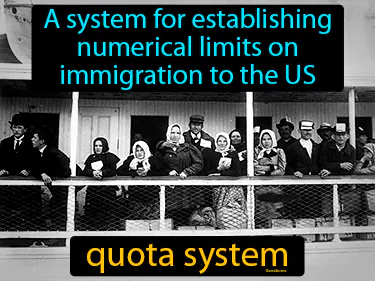 A system for establishing
numerical limits on
immigration to the US
quota system